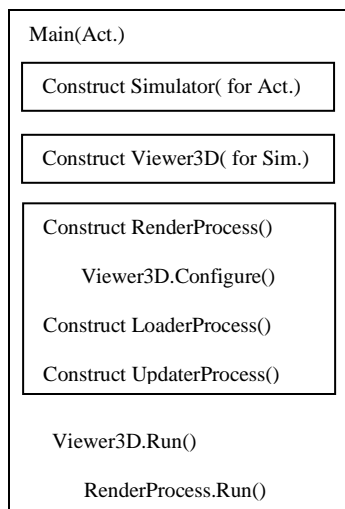 Main(Act.)
Construct Simulator( for Act.)
Construct Viewer3D( for Sim.)
Construct RenderProcess()
Viewer3D.Configure()
Construct LoaderProcess()
Construct UpdaterProcess()
Viewer3D.Run()
RenderProcess.Run()